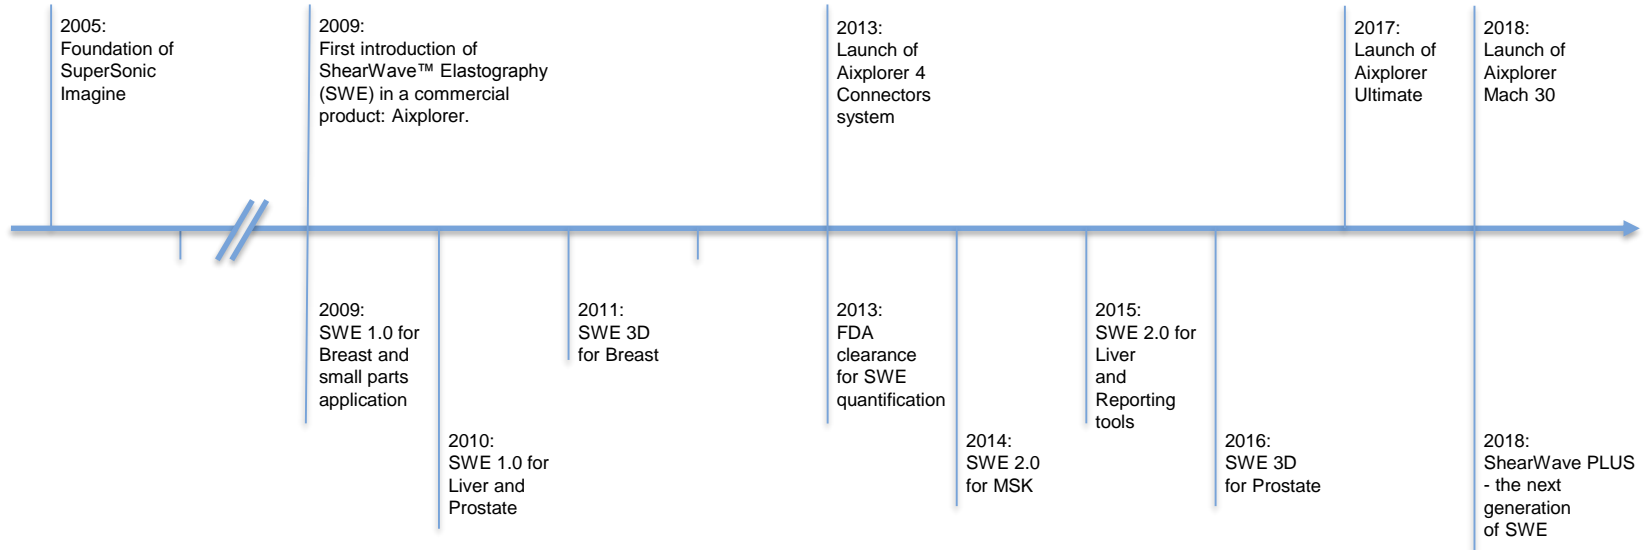 2005:
Foundation of
SuperSonic
Imagine
2009:
First introduction of
ShearWave™ Elastography
(SWE) in a commercial
product: Aixplorer.
2013:
Launch of
Aixplorer 4
Connectors
system
2017:
Launch of
Aixplorer
Ultimate
2018:
Launch of
Aixplorer
Mach 30
2009:
SWE 1.0 for
Breast and
small parts
application
2010:
SWE 1.0 for
Liver and
Prostate
2011:
SWE 3D
for Breast
2013:
FDA
clearance
for SWE
quantification
2014:
SWE 2.0
for MSK
2015:
SWE 2.0 for
Liver
and
Reporting
tools
2016:
SWE 3D
for Prostate
2018:
ShearWave PLUS
- the next
generation
of SWE